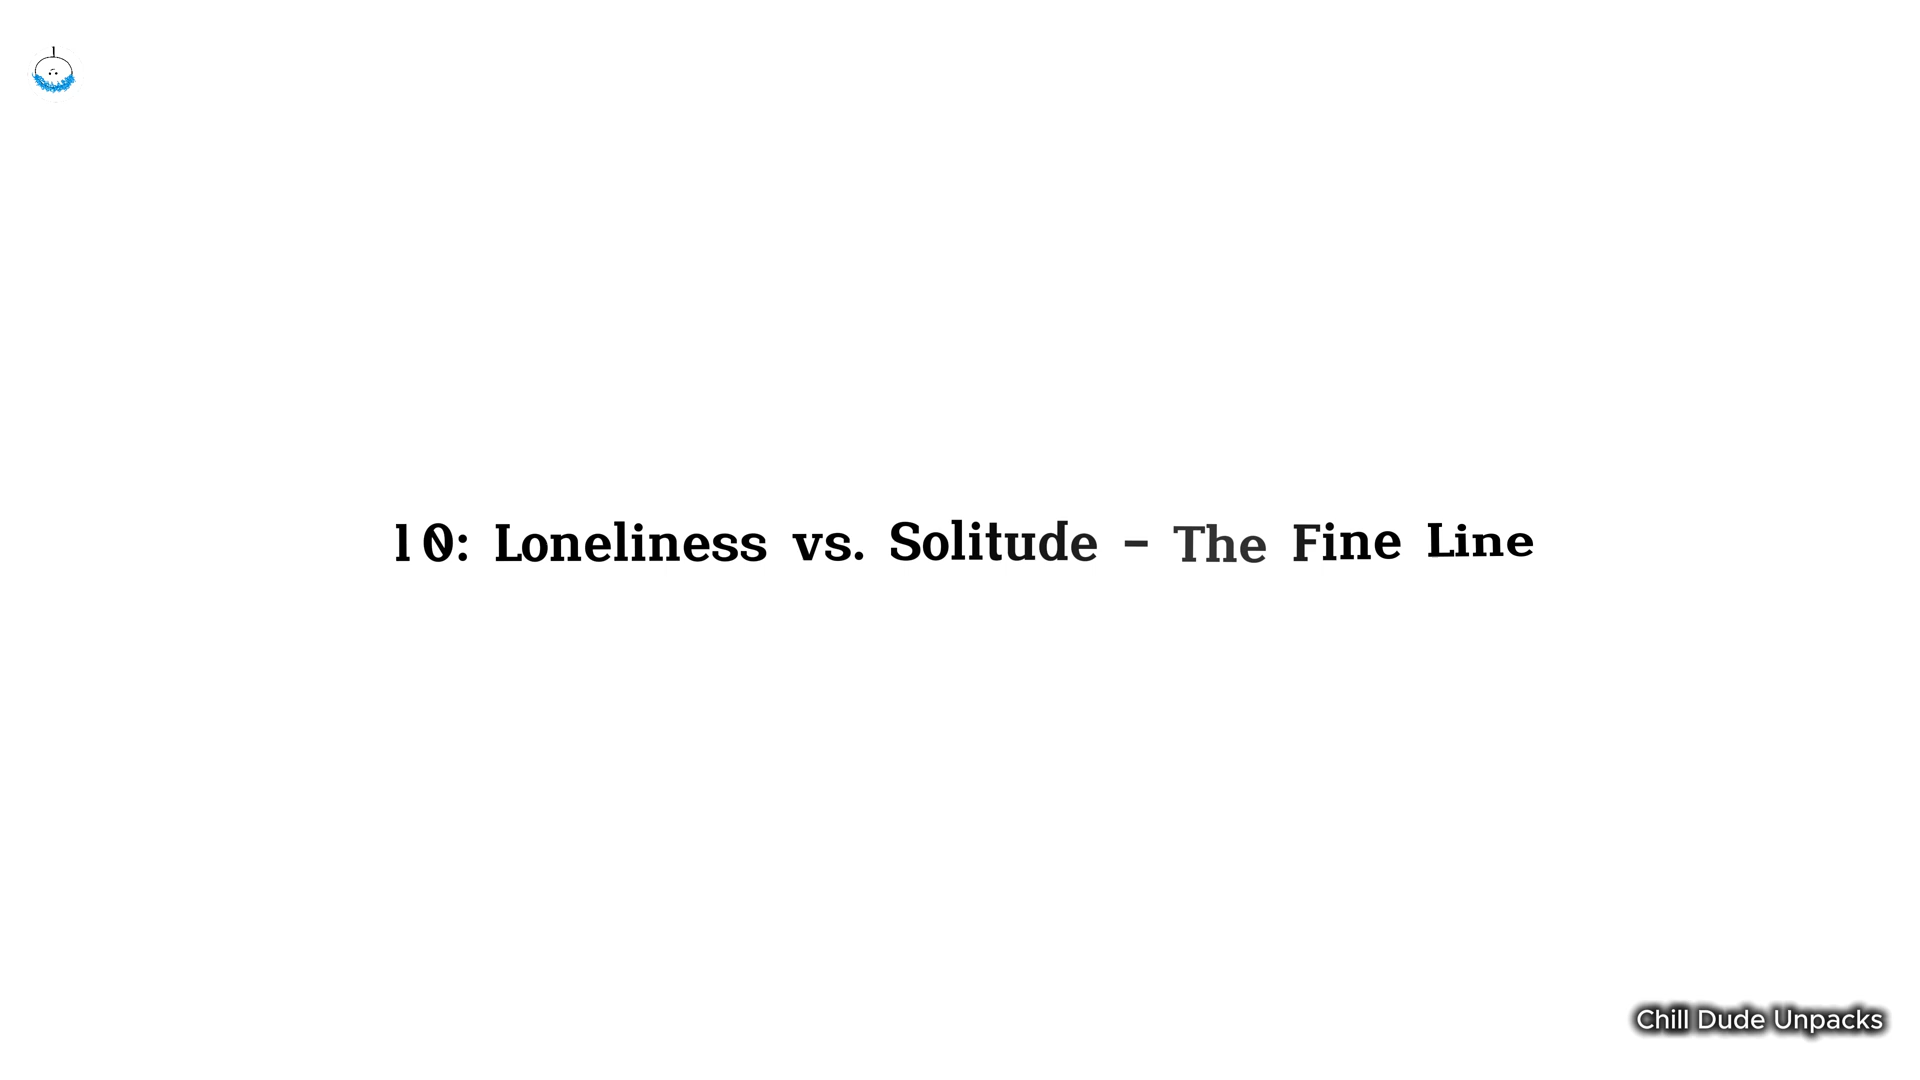 10: Loneliness vs. Solitude – The Fine Line
Chill Dude Unpacks